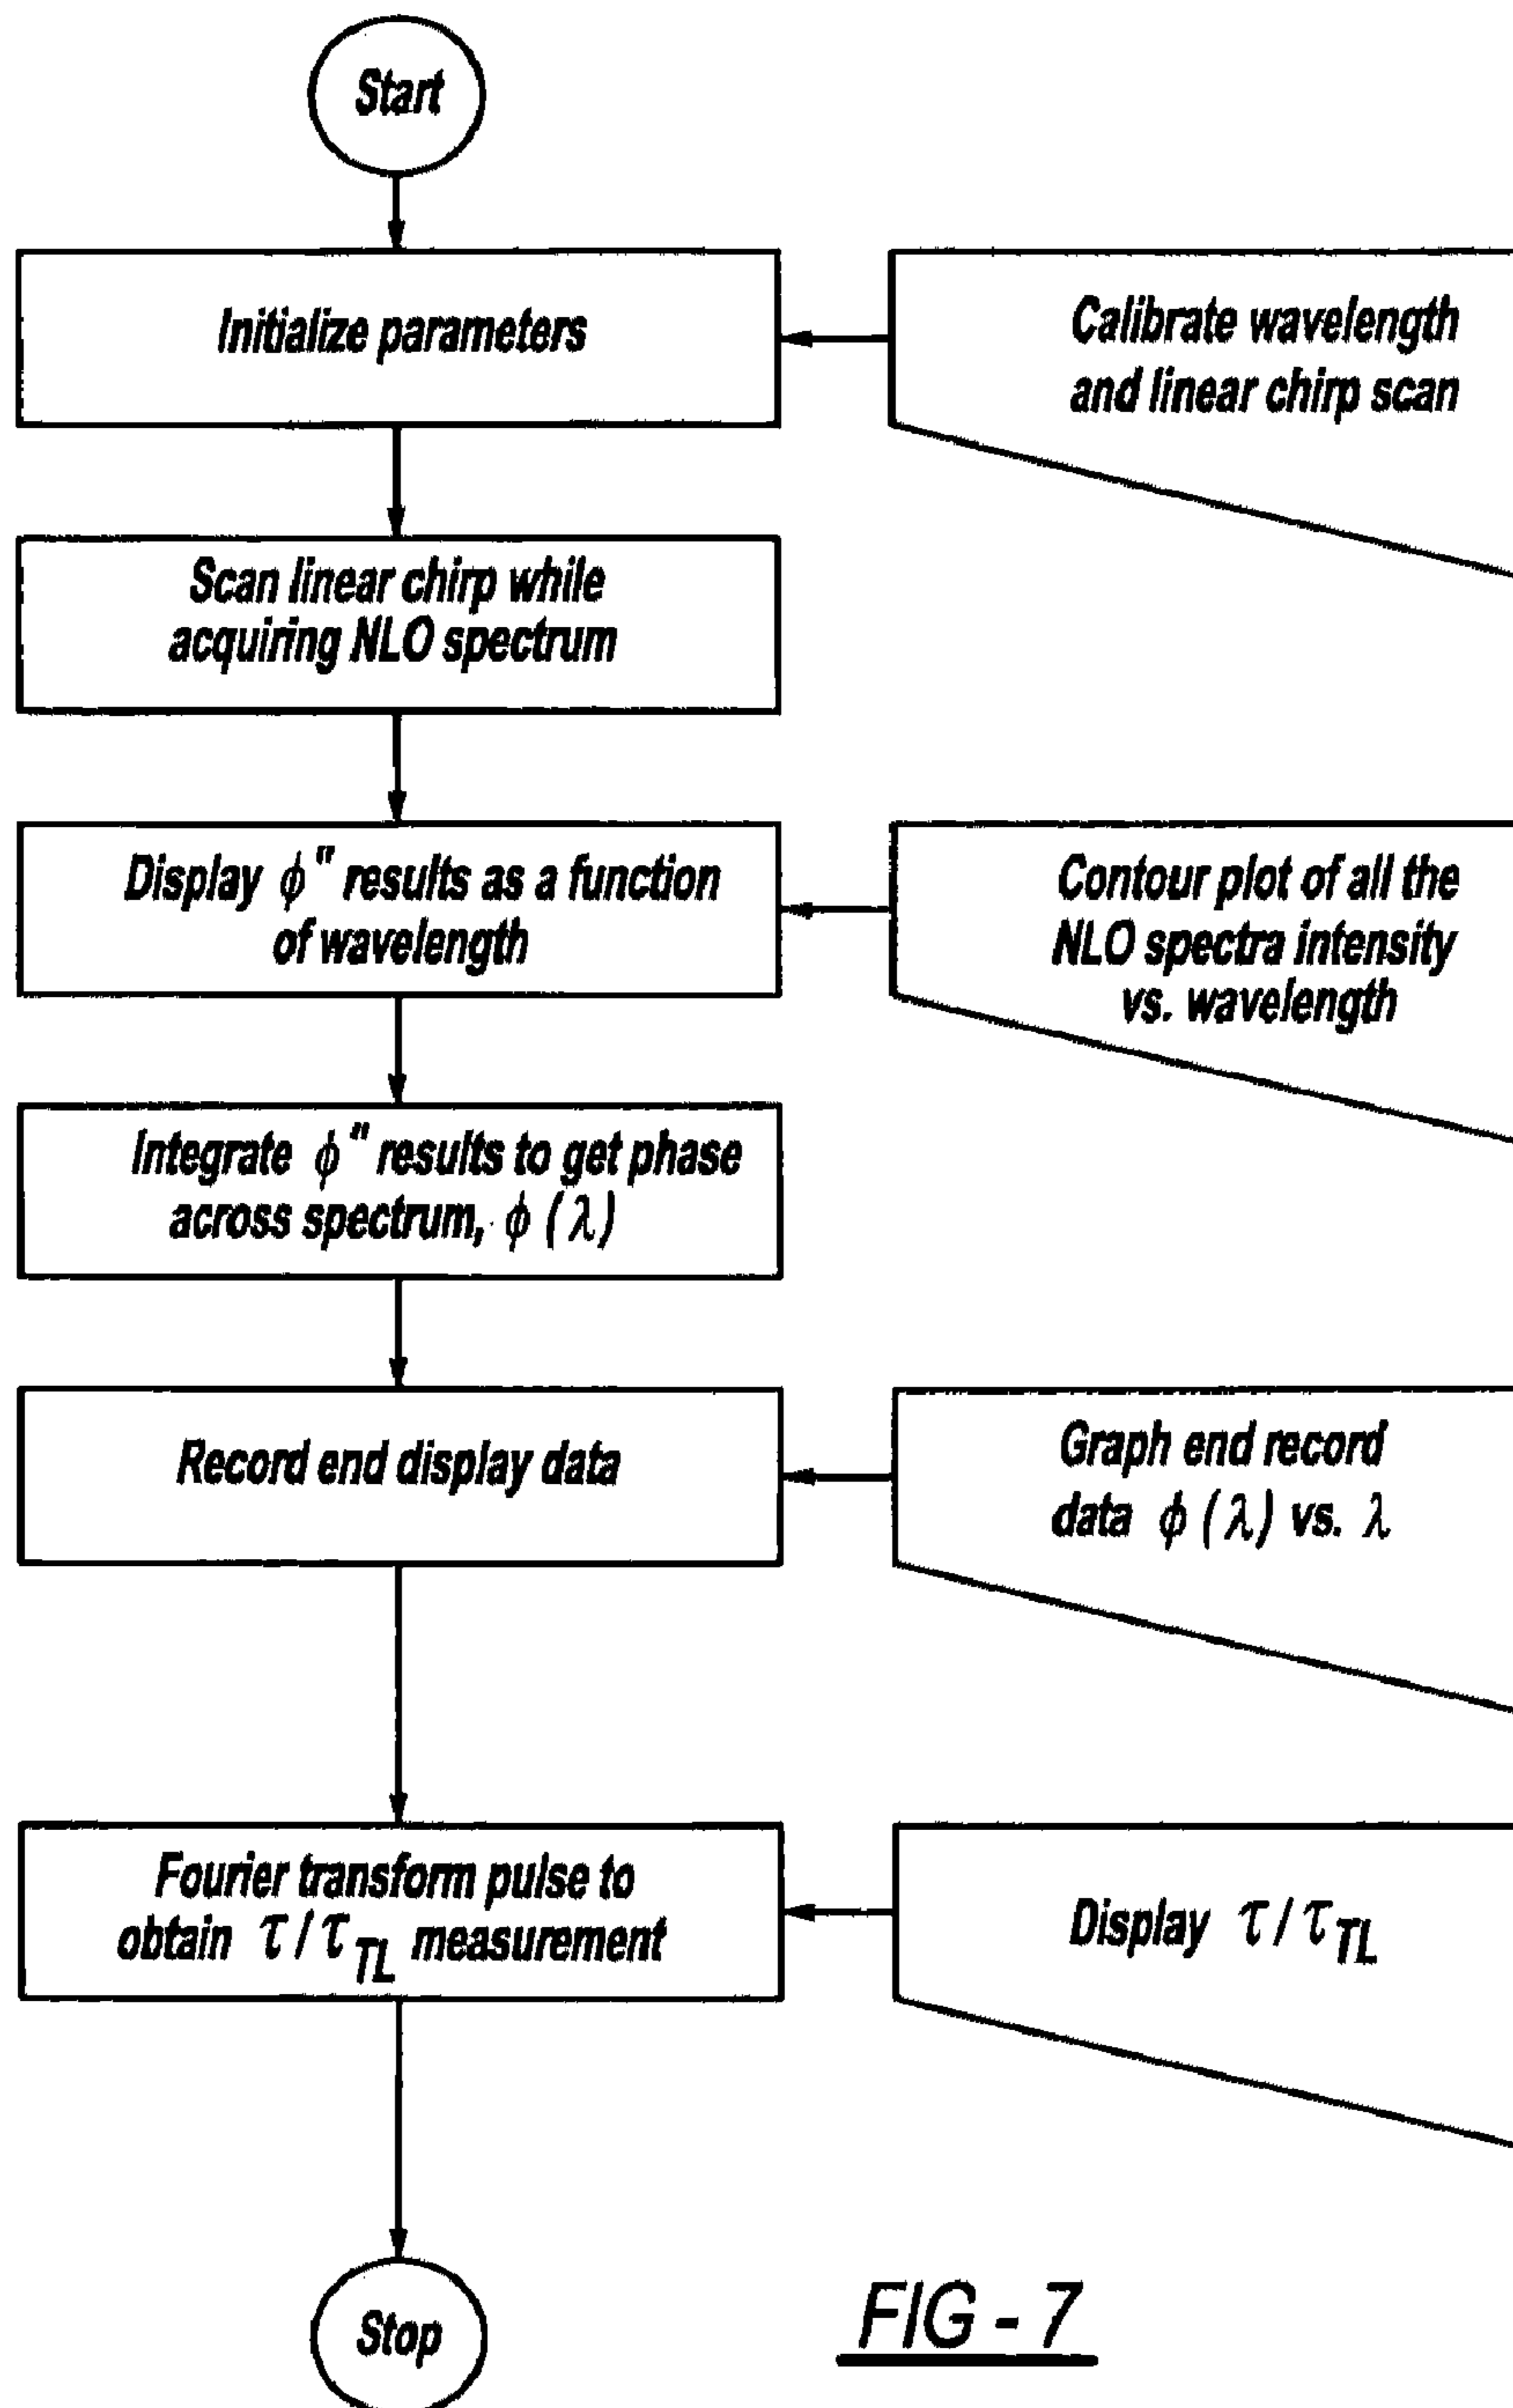 Start
Initialize parameters
Calibrate wavelength
and linear chirp scan
Scan linear chirp while
acquiring NLO spectrum
Display ϕ" results as a function
of wavelength
Contour plot of all the
NLO spectra intensity
vs. wavelength
Integrate ϕ" results to get phase
across spectrum, ϕ (λ)
Record end display data
Graph end record
data ϕ (λ) vs. λ
Fourier transform pulse to
obtain τ/τTL measurement
Display τ/τTL
Stop
FIG - 7